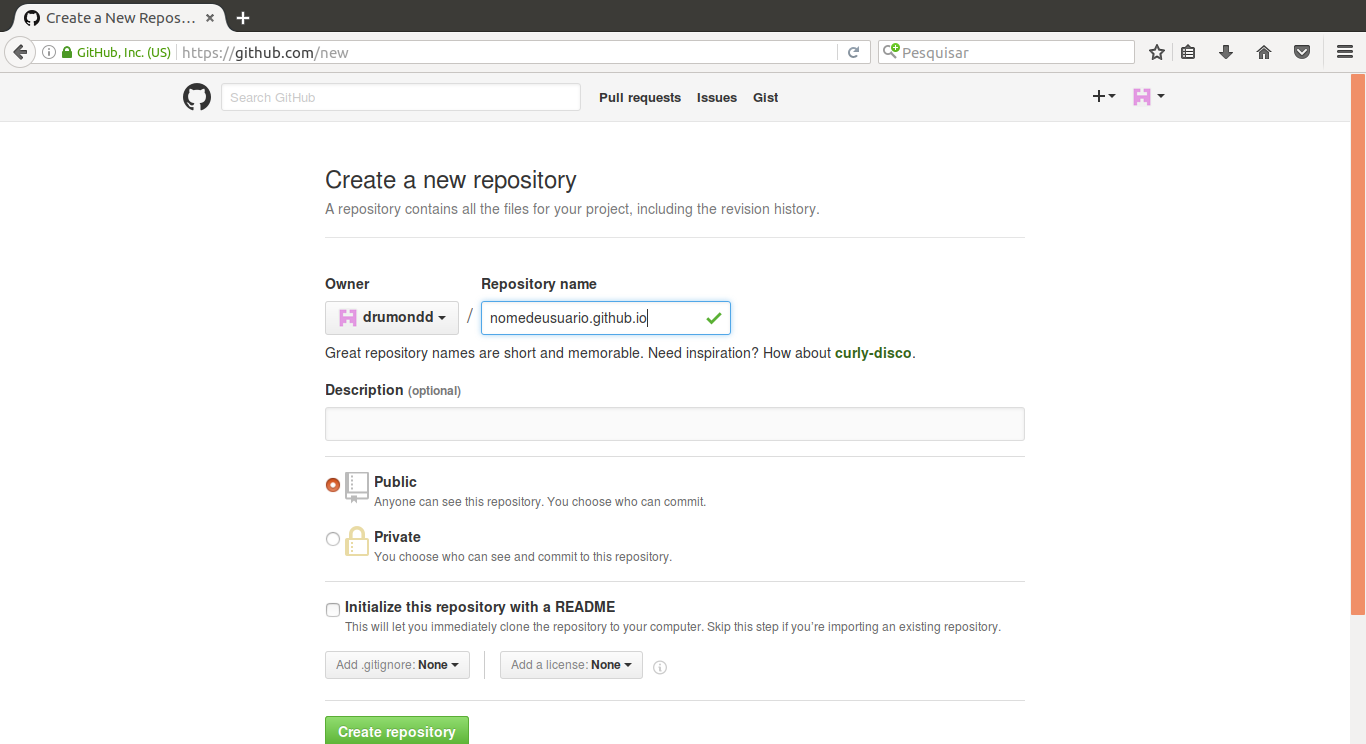 Create a New Repos…
GitHub, Inc. (US) https://github.com/new Pesquisar
Search GitHub Pull requests Issues Gist
Create a new repository
A repository contains all the files for your project, including the revision history.
Owner Repository name
drumondd / nomedeusuario.github.io
Great repository names are short and memorable. Need inspiration? How about curly-disco.
Description (optional)
Public
Anyone can see this repository. You choose who can commit.
Private
You choose who can see and commit to this repository.
Initialize this repository with a README
This will let you immediately clone the repository to your computer. Skip this step if you’re importing an existing repository.
Add .gitignore: None Add a license: None
Create repository